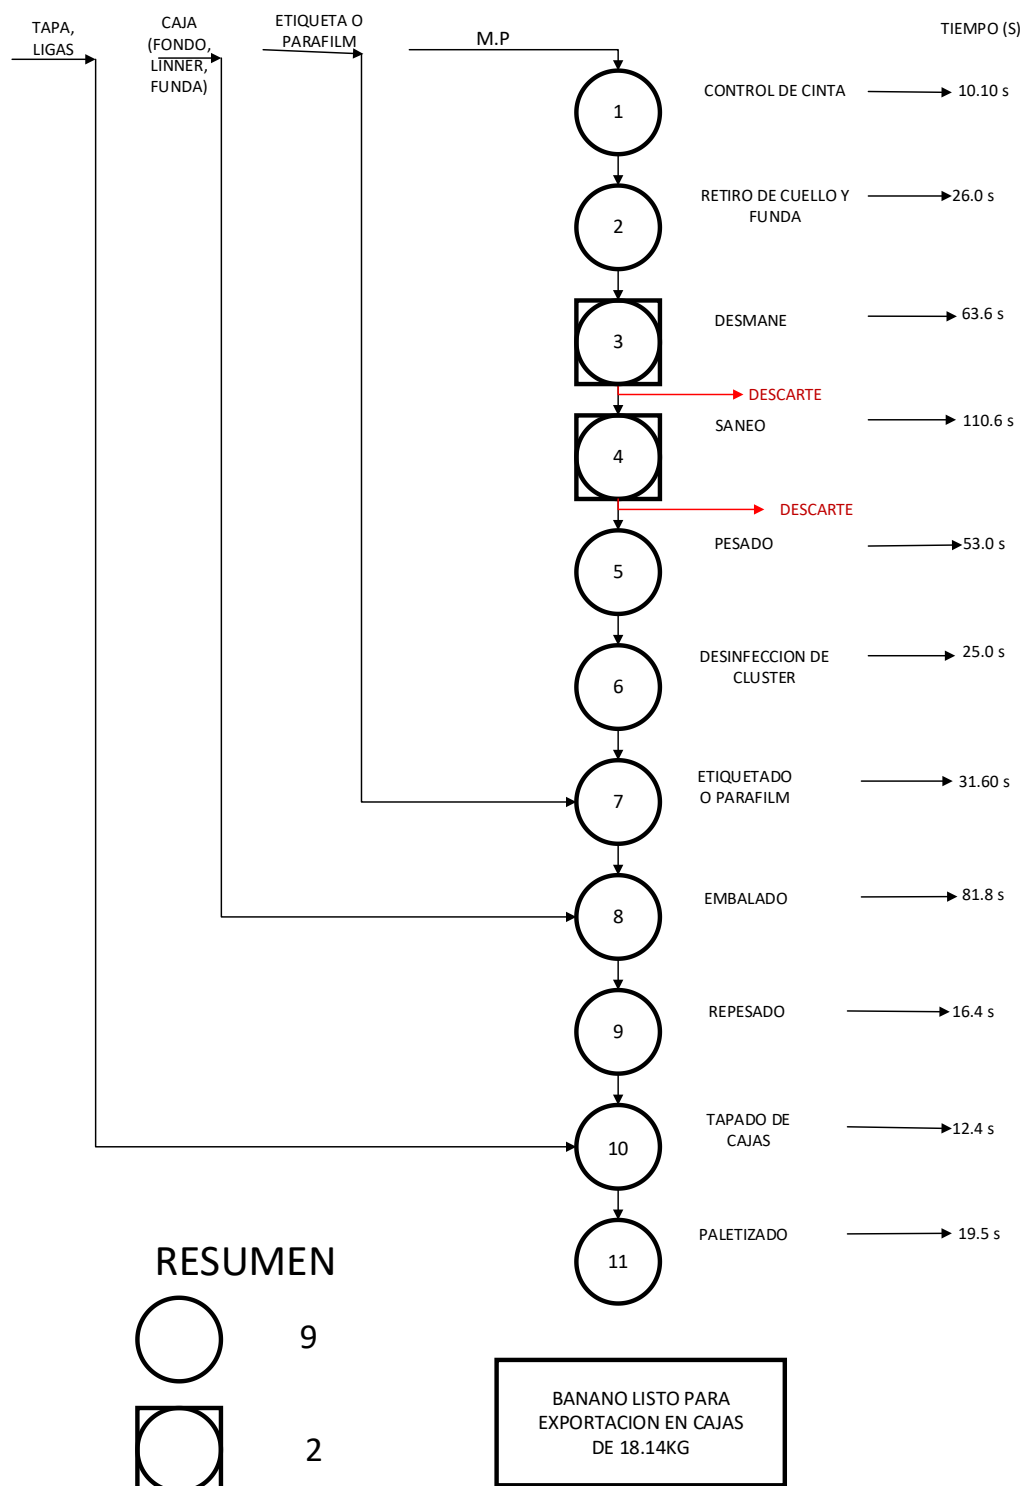 TAPA,
LIGAS
CAJA
(FONDO,
LINNER,
FUNDA)
ETIQUETA O
PARAFILM
M.P
TIEMPO (S)
1
CONTROL DE CINTA
10.10 s
2
RETIRO DE CUELLO Y
FUNDA
26.0 s
3
DESMANE
63.6 s
DESCARTE
4
SANEO
110.6 s
DESCARTE
5
PESADO
53.0 s
6
DESINFECCION DE
CLUSTER
25.0 s
7
ETIQUETADO
O PARAFILM
31.60 s
8
EMBALADO
81.8 s
9
REPESADO
16.4 s
10
TAPADO DE
CAJAS
12.4 s
11
PALETIZADO
19.5 s
RESUMEN
9
2
BANANO LISTO PARA
EXPORTACION EN CAJAS
DE 18.14KG